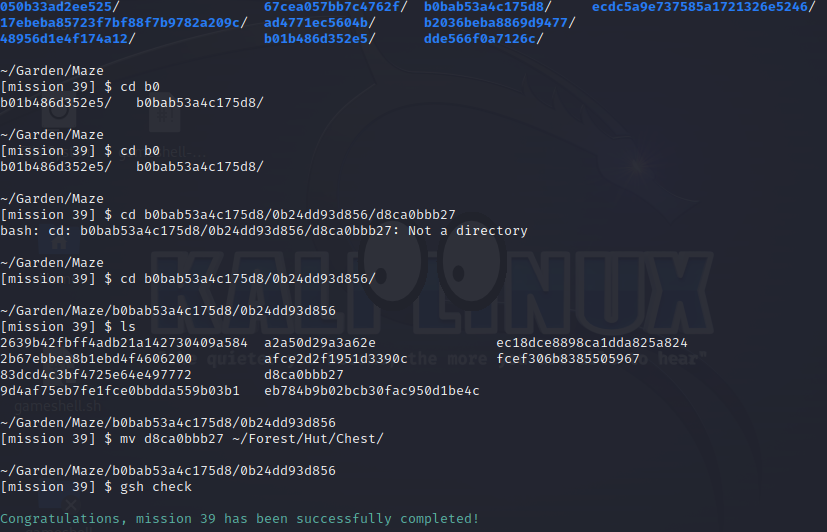 050b33ad2ee525/ 67cea057bb7c4762f/ b0bab53a4c175d8/ ecdc5a9e737585a1721326e5246/
17ebeba85723f7bf88f7b9782a209c/ ad4771ec5604b/ b2036beba8869d9477/
48956d1e4f174a12/ b01b486d352e5/ dde566f0a7126c/
~/Garden/Maze
[mission 39] $ cd b0
b01b486d352e5/ b0bab53a4c175d8/
~/Garden/Maze
[mission 39] $ cd b0
b01b486d352e5/ b0bab53a4c175d8/
~/Garden/Maze
[mission 39] $ cd b0bab53a4c175d8/0b24dd93d856/d8ca0bbb27
bash: cd: b0bab53a4c175d8/0b24dd93d856/d8ca0bbb27: Not a directory
~/Garden/Maze
[mission 39] $ cd b0bab53a4c175d8/0b24dd93d856/
KALI LINUX
~/Garden/Maze/b0bab53a4c175d8/0b24dd93d856
[mission 39] $ ls
2639b42fbff4adb21a142730409a584 a2a50d29a3a62e ec18dce8898ca1dda825a824
2b67ebbea8b1ebd4f4606200 afce2d2f1951d3390c fcef306b8385505967
83dcd4c3bf4725e64e497772 d8ca0bbb27
9d4af75eb7fe1fce0bbdda559b03b1 eb784b9b02bcb30fac950d1be4c
gameshell.sh
~/Garden/Maze/b0bab53a4c175d8/0b24dd93d856
[mission 39] $ mv d8ca0bbb27 ~/Forest/Hut/Chest/
~/Garden/Maze/b0bab53a4c175d8/0b24dd93d856
[mission 39] $ gsh check
Congratulations, mission 39 has been successfully completed!